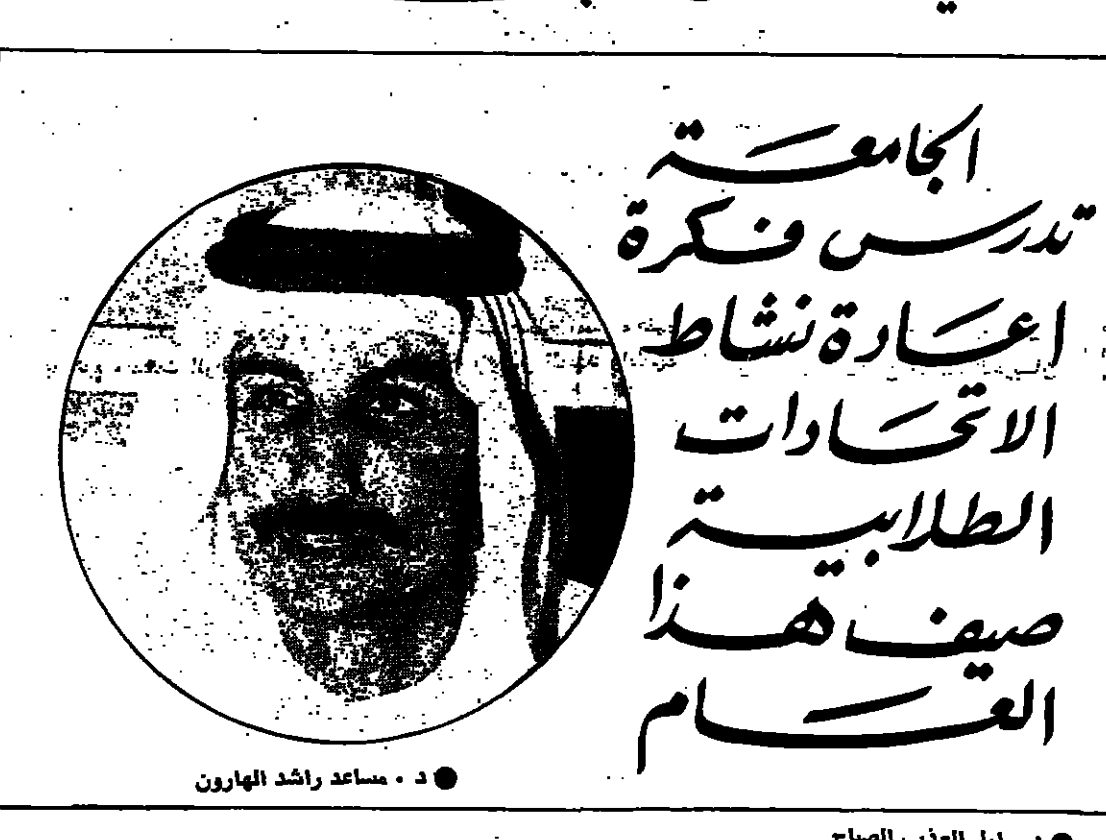 الجامعة
تدرس فكرة
اعادة نشاط
الاتحادات
الطلابية
صيف هذا
العام
د . مساعد راشد الهارون